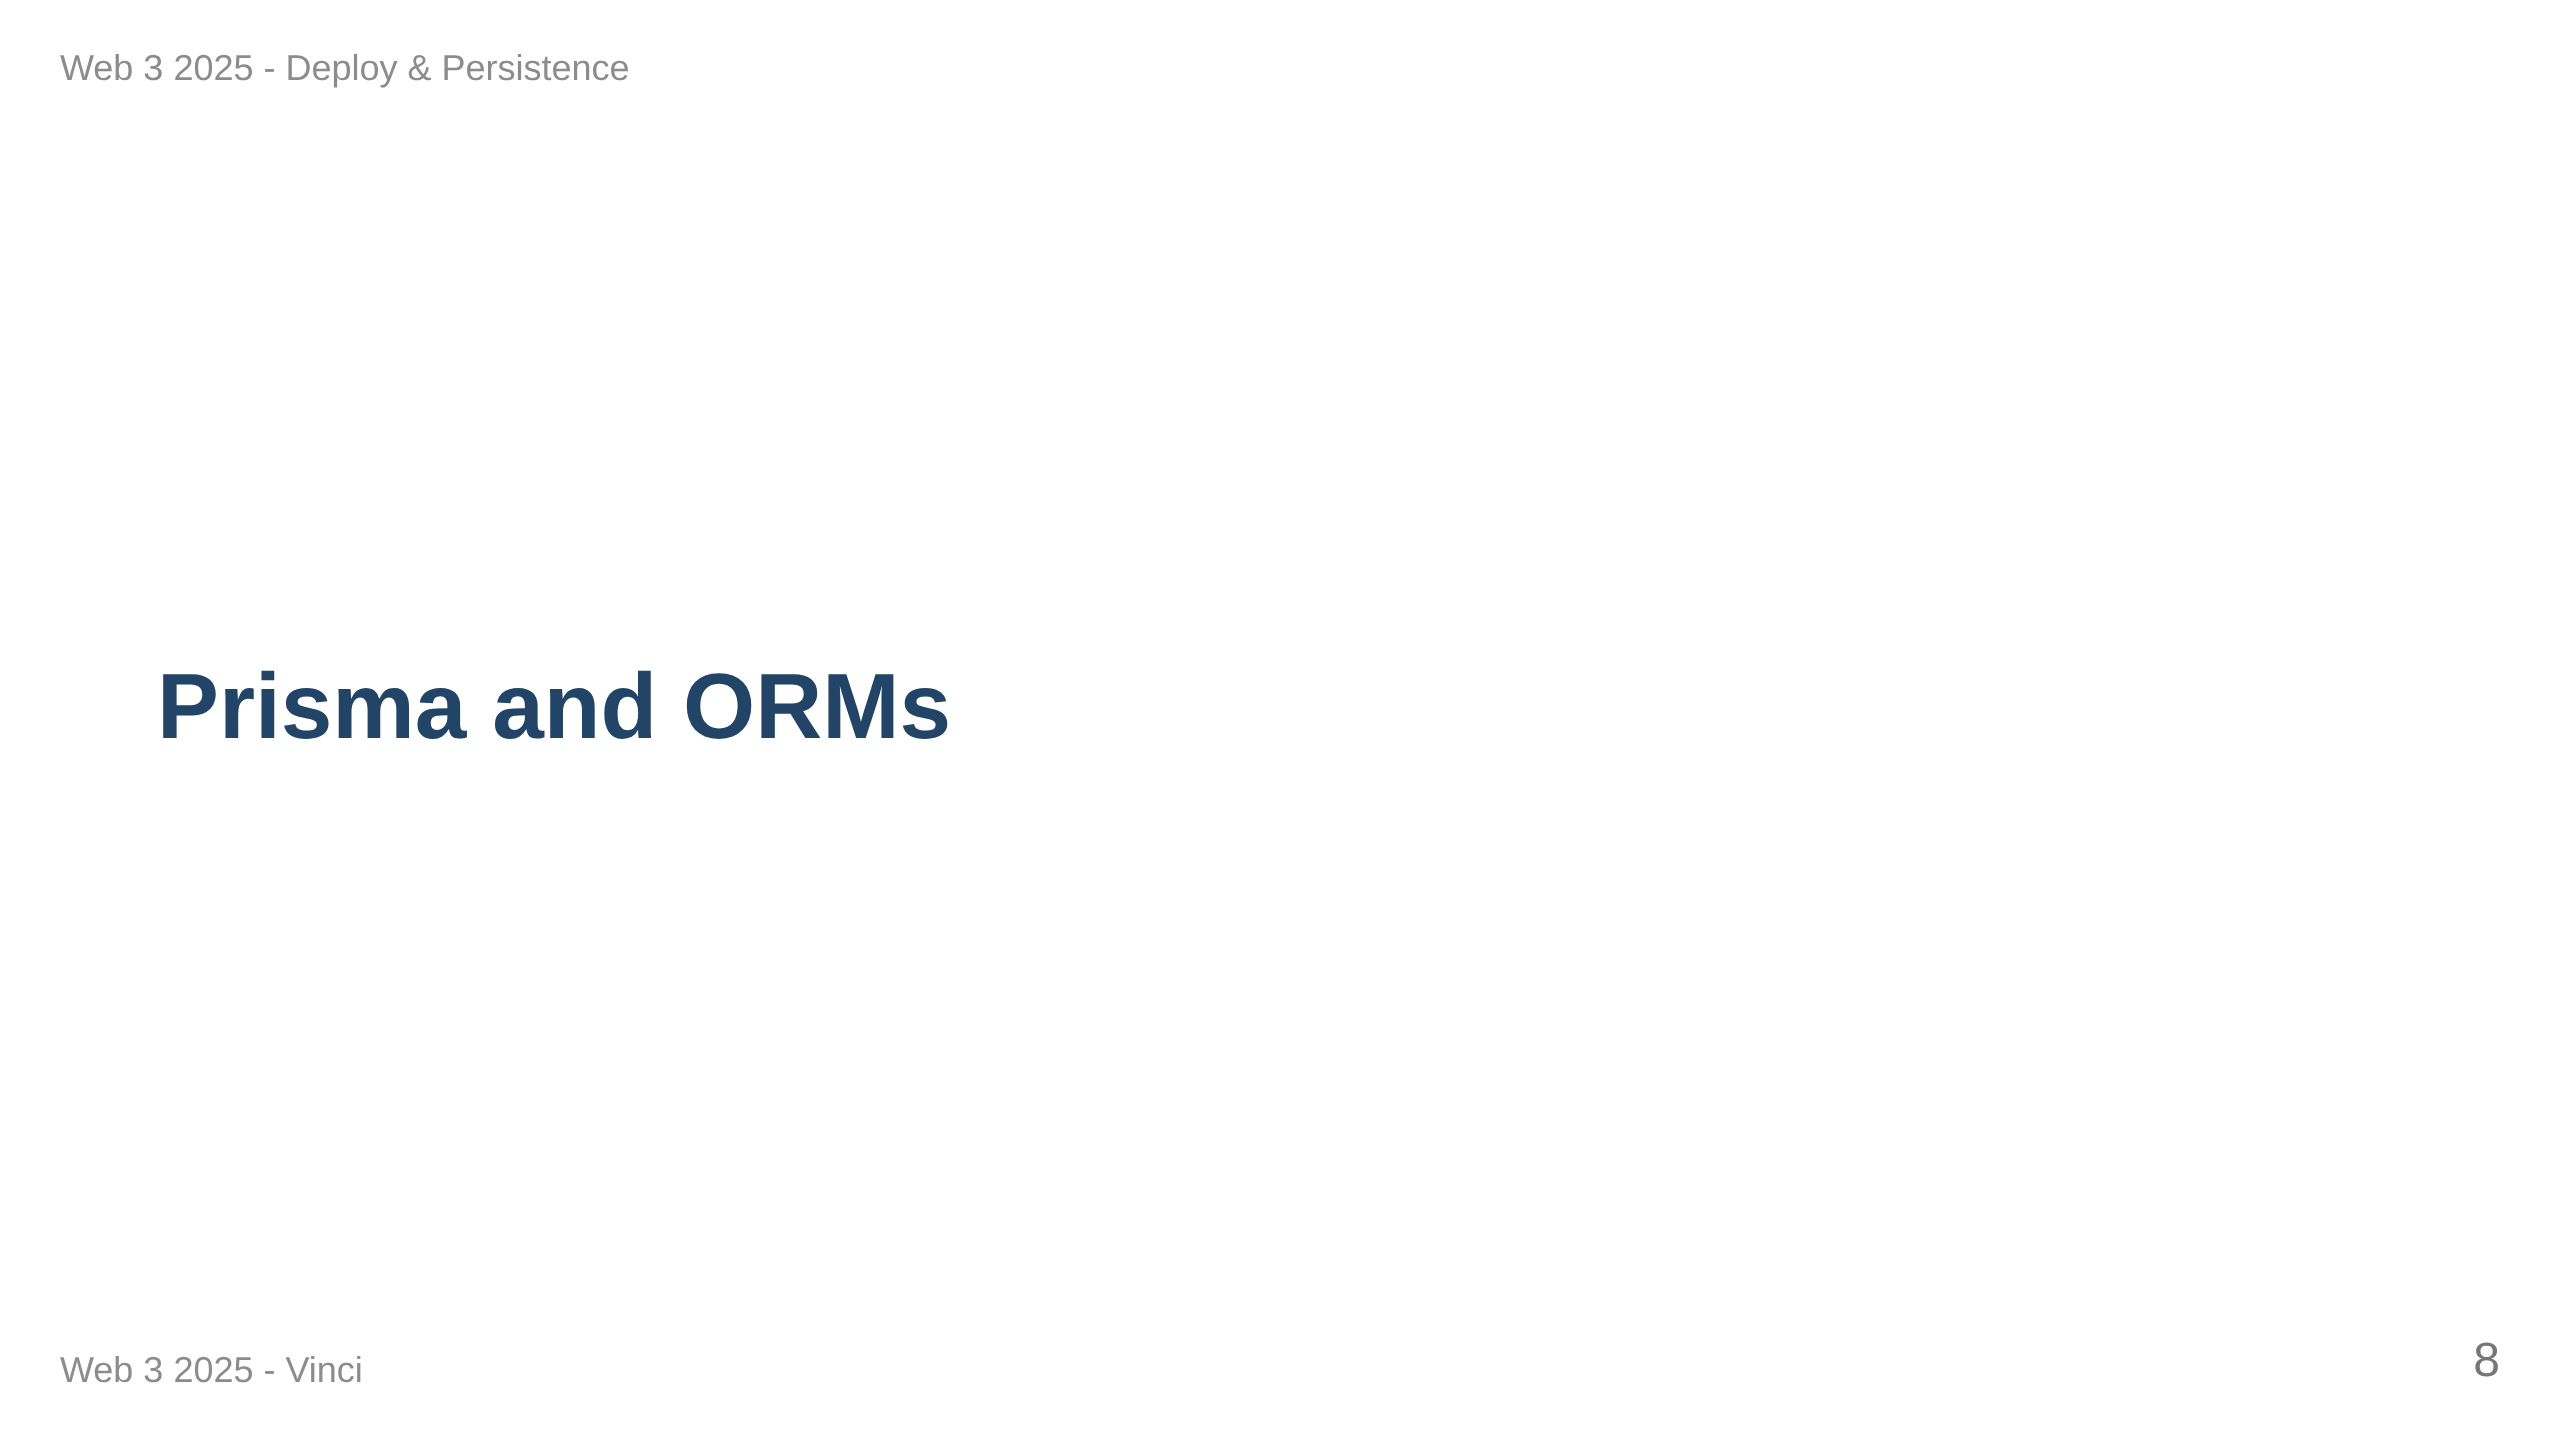 Web 3 2025 - Deploy & Persistence
Prisma and ORMs
Web 3 2025 - Vinci
8